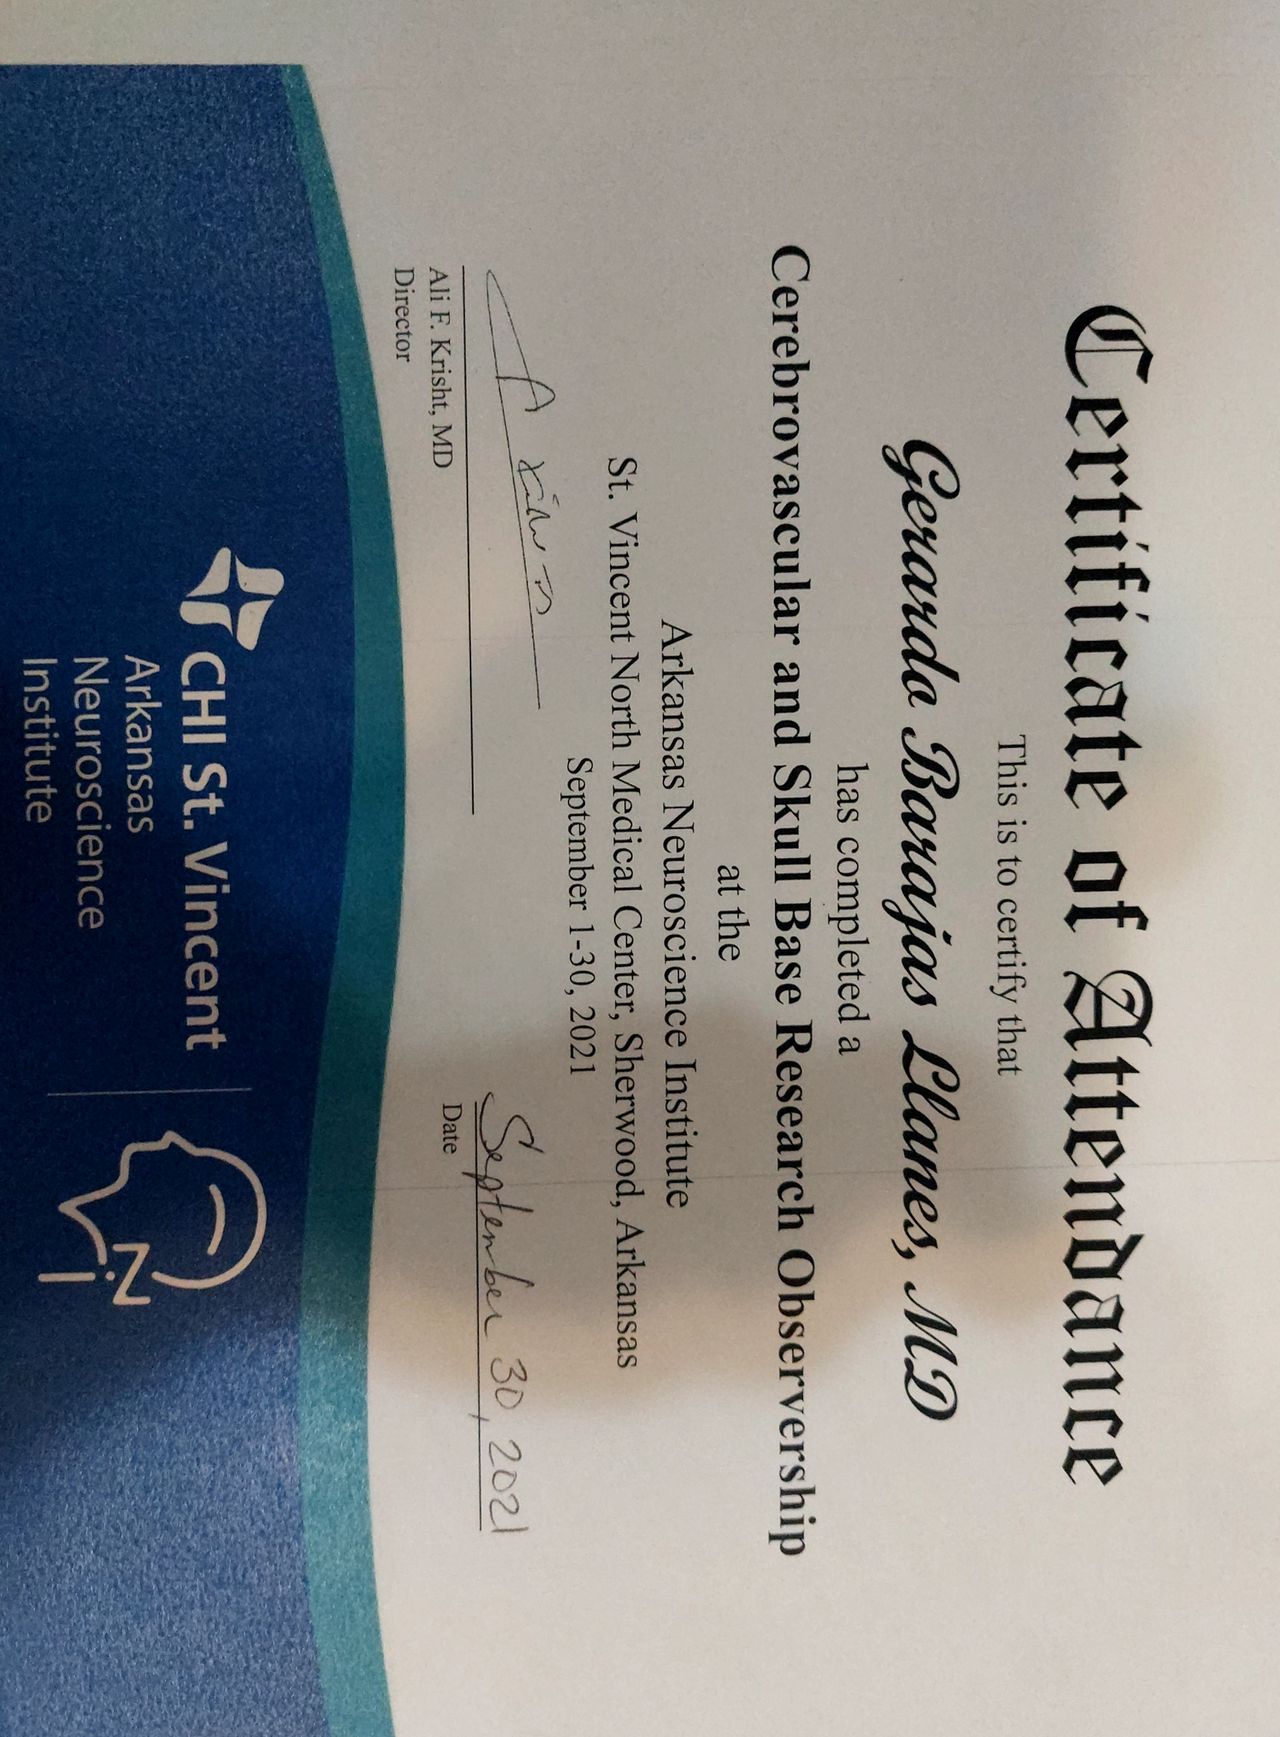 Certificate of Attendance
This is to certify that
Gerardo Barajas Llanes, MD
has completed a
Cerebrovascular and Skull Base Research Observership
at the
Arkansas Neuroscience Institute
St. Vincent North Medical Center, Sherwood, Arkansas
September 1-30, 2021
September 30, 2021
Ali F. Krisht, MD
Director
Date
CHI St. Vincent
Arkansas
Neuroscience
Institute